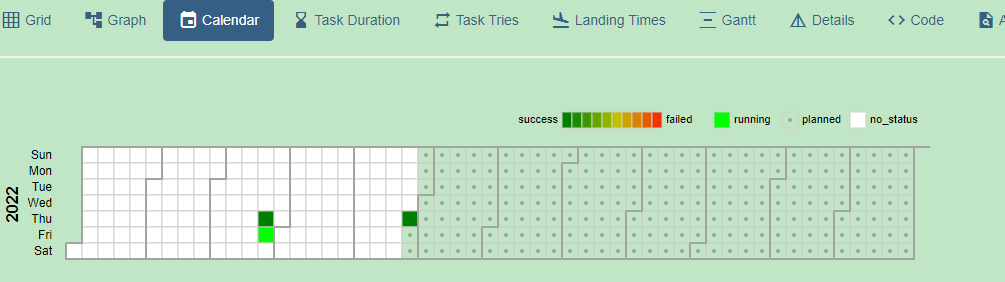 Grid Graph Calendar Task Duration Task Tries Landing Times Gantt Details Code
success failed running planned no_status
2022
Sun
Mon
Tue
Wed
Thu
Fri
Sat